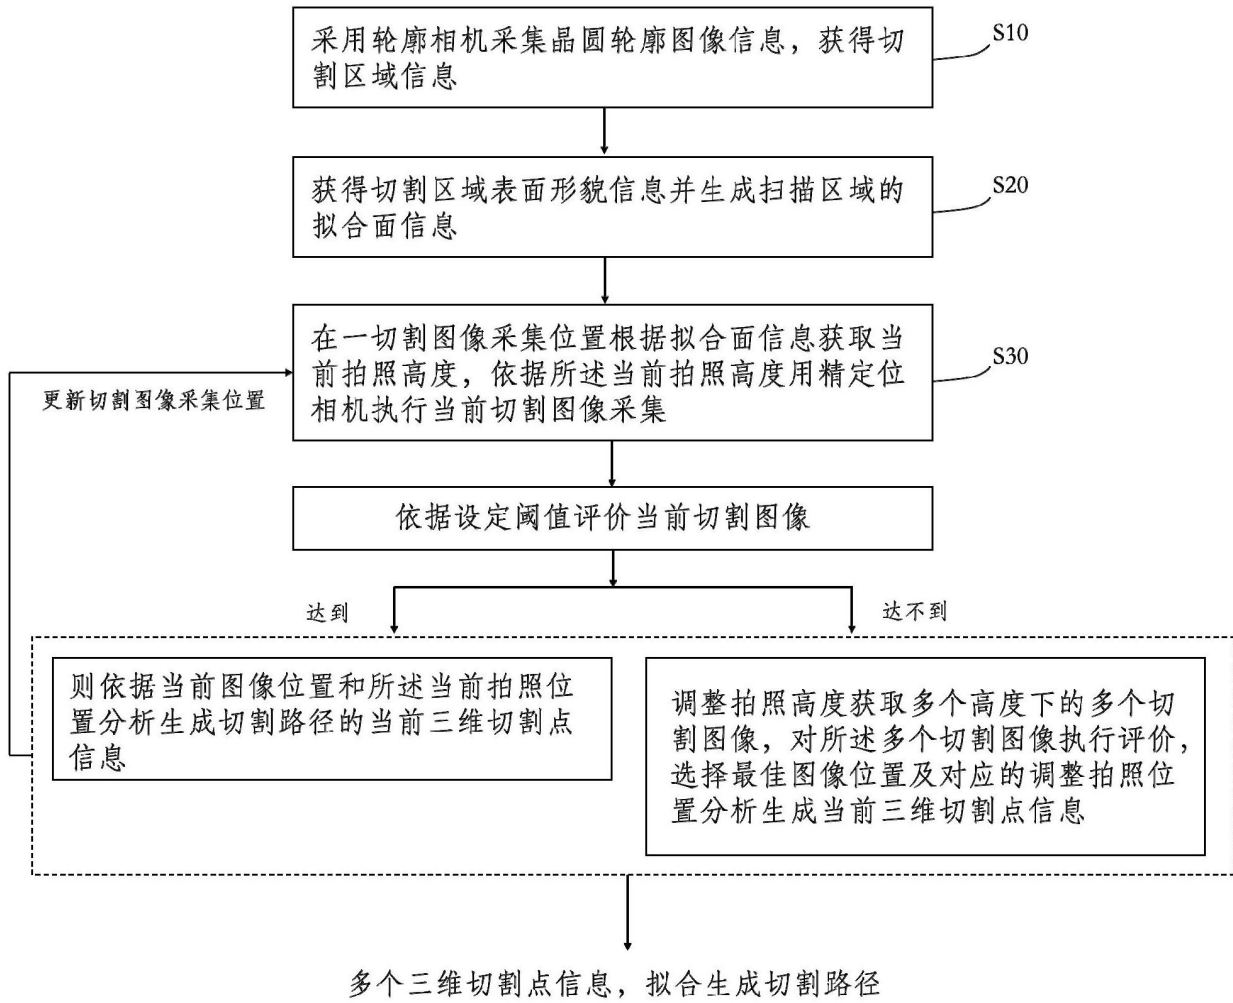 采用轮廓相机采集晶圆轮廓图像信息，获得切
割区域信息
S10
获得切割区域表面形貌信息并生成扫描区域的
拟合面信息
S20
在一切割图像采集位置根据拟合面信息获取当
前拍照高度，依据所述当前拍照高度用精定位
相机执行当前切割图像采集
S30
更新切割图像采集位置
依据设定阈值评价当前切割图像
达到
达不到
则依据当前图像位置和所述当前拍照位
置分析生成切割路径的当前三维切割点
信息
调整拍照高度获取多个高度下的多个切
割图像，对所述多个切割图像执行评价，
选择最佳图像位置及对应的调整拍照位
置分析生成当前三维切割点信息
多个三维切割点信息，拟合生成切割路径